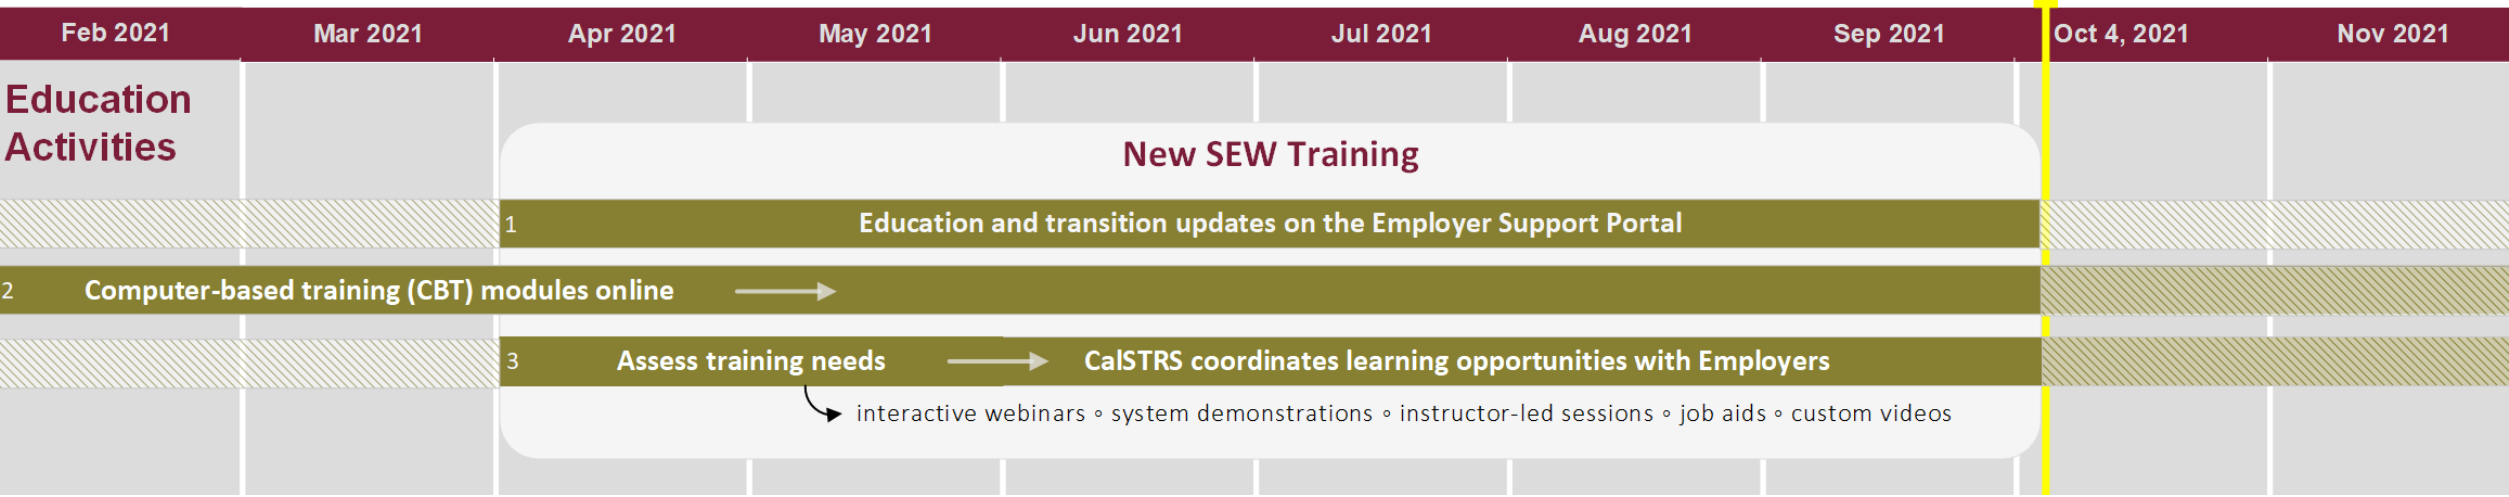 Feb 2021 Mar 2021 Apr 2021 May 2021 Jun 2021 Jul 2021 Aug 2021 Sep 2021 Oct 4, 2021 Nov 2021
Education
Activities
New SEW Training
1 Education and transition updates on the Employer Support Portal
2 Computer-based training (CBT) modules online
3 Assess training needs CalSTRS coordinates learning opportunities with Employers
interactive webinars ∘ system demonstrations ∘ instructor-led sessions ∘ job aids ∘ custom videos